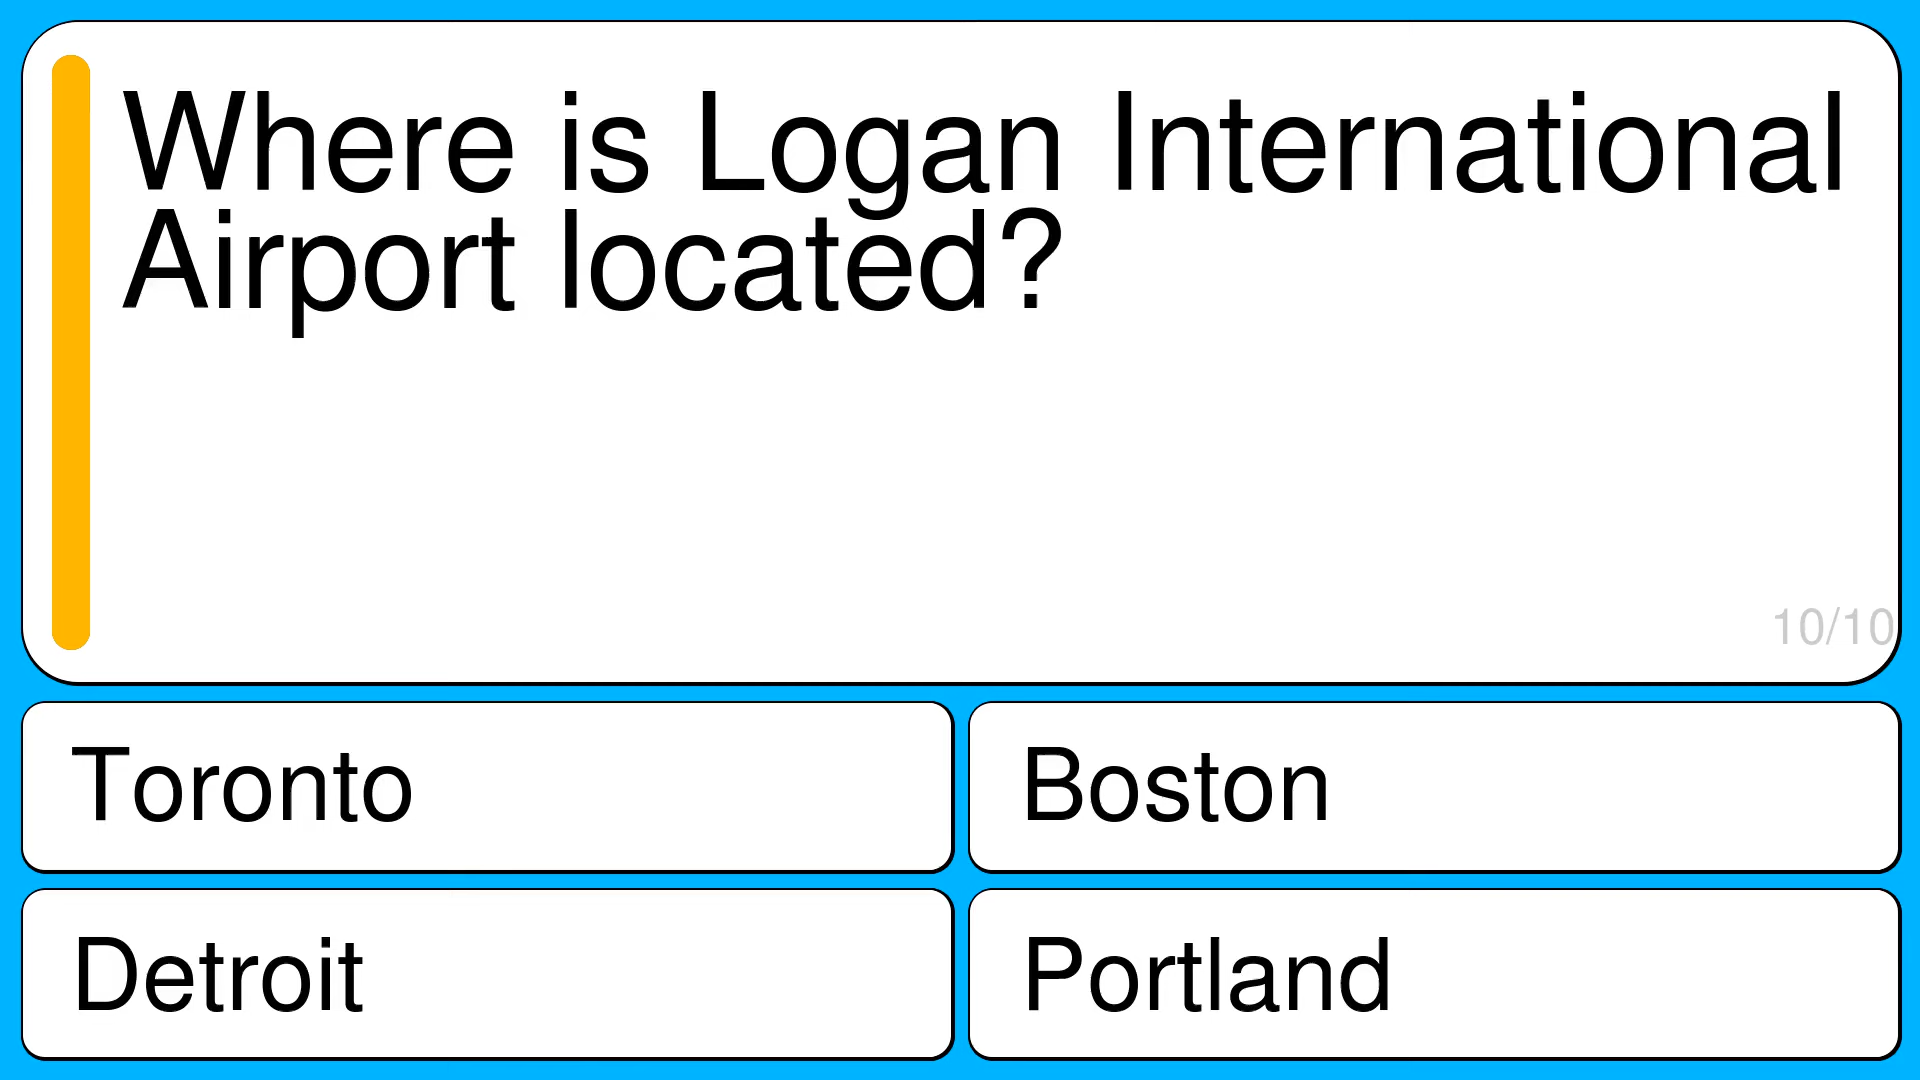 Where is Logan International
Airport located?
10/10
Toronto
Boston
Detroit
Portland